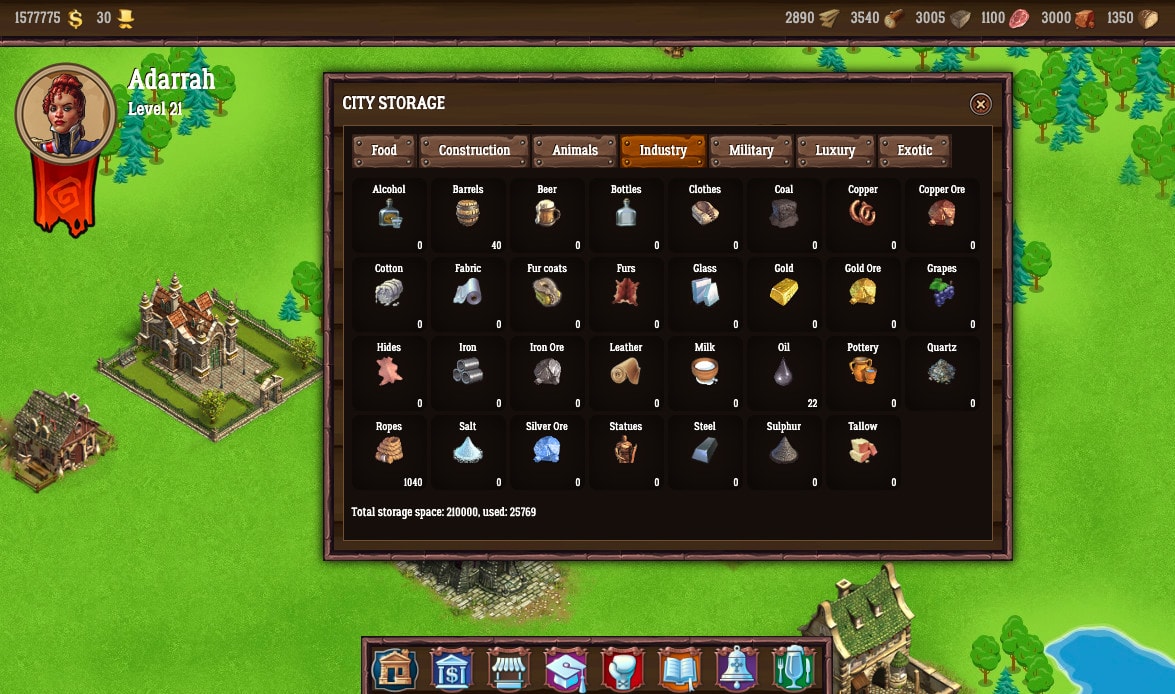 1577775 30 2890 3540 3005 1100 3000 1350
Adarrah
Level 21
CITY STORAGE
Food Construction Animals Industry Military Luxury Exotic
Alcohol Barrels Beer Bottles Clothes Coal Copper Copper Ore
0 40 0 0 0 0 0 0
Cotton Fabric Fur coats Furs Glass Gold Gold Ore Grapes
0 0 0 0 0 0 0 0
Hides Iron Iron Ore Leather Milk Oil Pottery Quartz
0 0 0 0 0 22 0 0
Ropes Salt Silver Ore Statues Steel Sulphur Tallow
1040 0 0 0 0 0 0
Total storage space: 210000, used: 25769